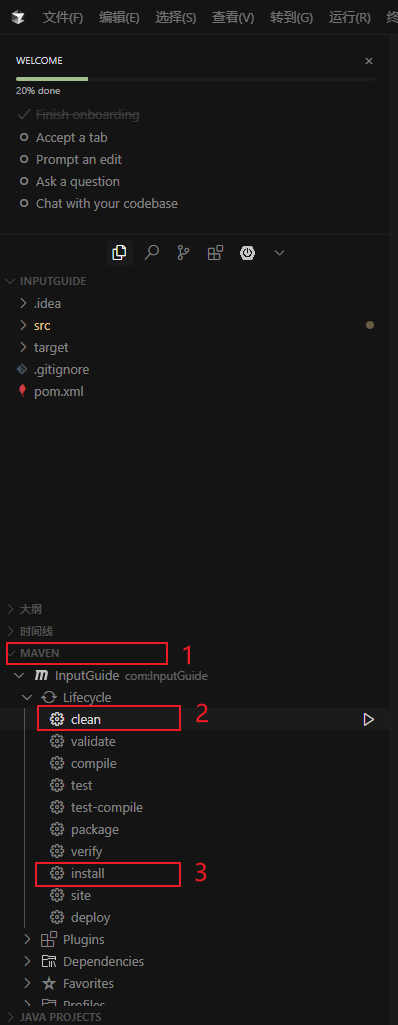 文件(F) 编辑(E) 选择(S) 查看(V) 转到(G) 运行(R)
WELCOME
20% done
Finish onboarding
Accept a tab
Prompt an edit
Ask a question
Chat with your codebase
INPUTGUIDE
.idea
src
target
.gitignore
pom.xml
大纲
时间线
MAVEN 1
InputGuide com:InputGuide
Lifecycle
clean 2
validate
compile
test
test-compile
package
verify
install 3
site
deploy
Plugins
Dependencies
Favorites
Profiles
JAVA PROJECTS